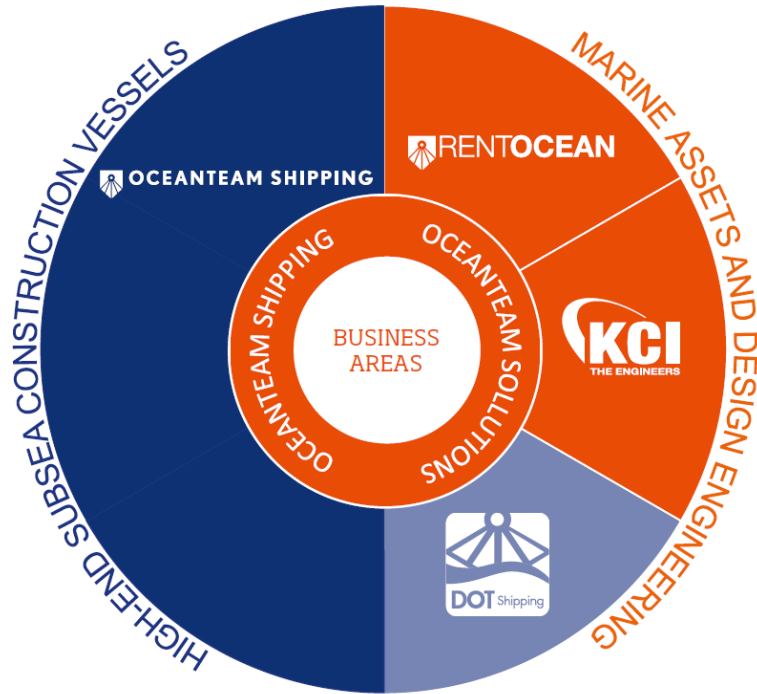 HIGH-END SUBSEA CONSTRUCTION VESSELS
MARINE ASSETS AND DESIGN ENGINEERING
OCEANTEAM SHIPPING
RENTOCEAN
OCEANTEAM SHIPPING
OCEANTEAM SOLLUTIONS
BUSINESS
AREAS
KCI
THE ENGINEERS
DOT Shipping